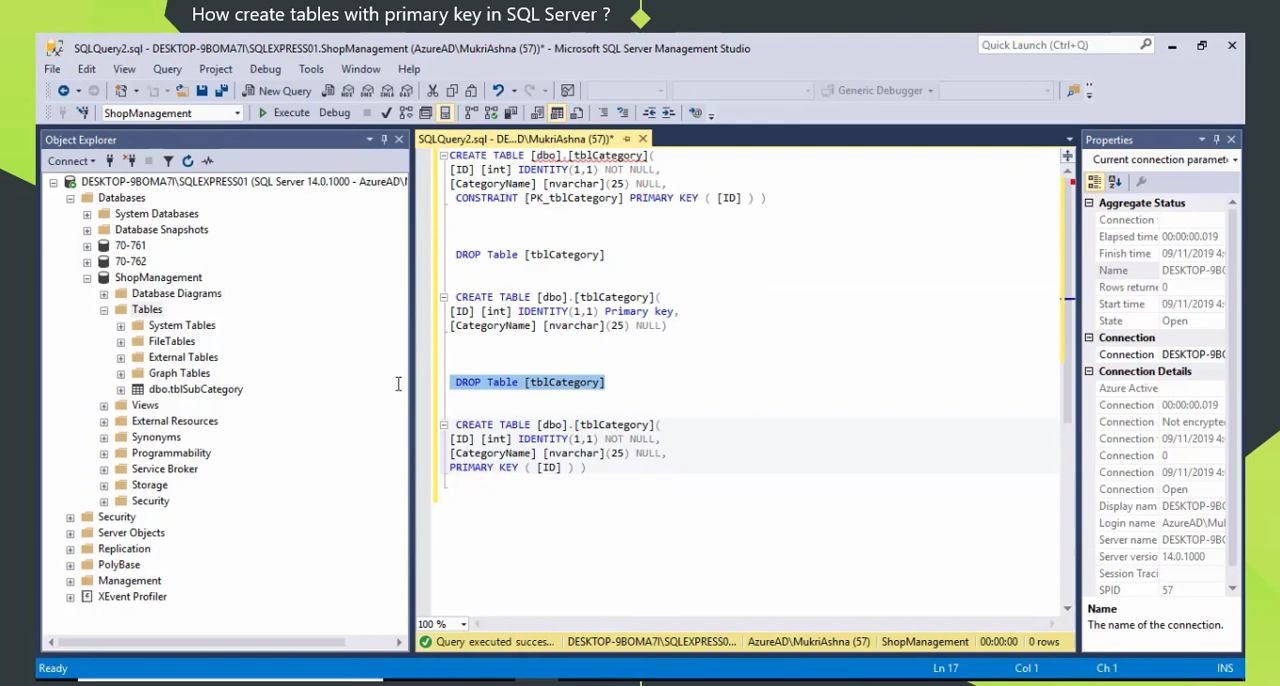 How create tables with primary key in SQL Server ?
SQLQuery2.sql - DESKTOP-9BOMA7I\SQLEXPRESS01.ShopManagement (AzureAD\MukriAshna (57))* - Microsoft SQL Server Management Studio
Quick Launch (Ctrl+Q)
File Edit View Query Project Debug Tools Window Help
New Query
Generic Debugger
ShopManagement
Execute Debug
Object Explorer
Connect
DESKTOP-9BOMA7I\SQLEXPRESS01 (SQL Server 14.0.1000 - AzureAD\
Databases
System Databases
Database Snapshots
70-761
70-762
ShopManagement
Database Diagrams
Tables
System Tables
FileTables
External Tables
Graph Tables
dbo.tblSubCategory
Views
External Resources
Synonyms
Programmability
Service Broker
Storage
Security
Security
Server Objects
Replication
PolyBase
Management
XEvent Profiler
SQLQuery2.sql - DE...D\MukriAshna (57))*
CREATE TABLE [dbo].[tblCategory](
[ID] [int] IDENTITY(1,1) NOT NULL,
[CategoryName] [nvarchar](25) NULL,
CONSTRAINT [PK_tblCategory] PRIMARY KEY ( [ID] ) )
DROP Table [tblCategory]
CREATE TABLE [dbo].[tblCategory](
[ID] [int] IDENTITY(1,1) Primary key,
[CategoryName] [nvarchar](25) NULL)
DROP Table [tblCategory]
CREATE TABLE [dbo].[tblCategory](
[ID] [int] IDENTITY(1,1) NOT NULL,
[CategoryName] [nvarchar](25) NULL,
PRIMARY KEY ( [ID] ) )
100 %
Query executed succes... DESKTOP-9BOMA7I\SQLEXPRESS0... AzureAD\MukriAshna (57) ShopManagement 00:00:00 0 rows
Properties
Current connection paramete
Aggregate Status
Connection
Elapsed time 00:00:00.019
Finish time 09/11/2019 4:
Name DESKTOP-9B
Rows returne 0
Start time 09/11/2019 4:
State Open
Connection
Connection DESKTOP-9B
Connection Details
Azure Active
Connection 00:00:00.019
Connection Not encrypte
Connection 09/11/2019 4:
Connection 0
Connection 09/11/2019 4:
Connection Open
Display nam DESKTOP-9B
Login name AzureAD\Mu
Server name DESKTOP-9B
Server versio 14.0.1000
Session Traci
SPID 57
Name
The name of the connection.
Ready Ln 17 Col 1 Ch 1 INS